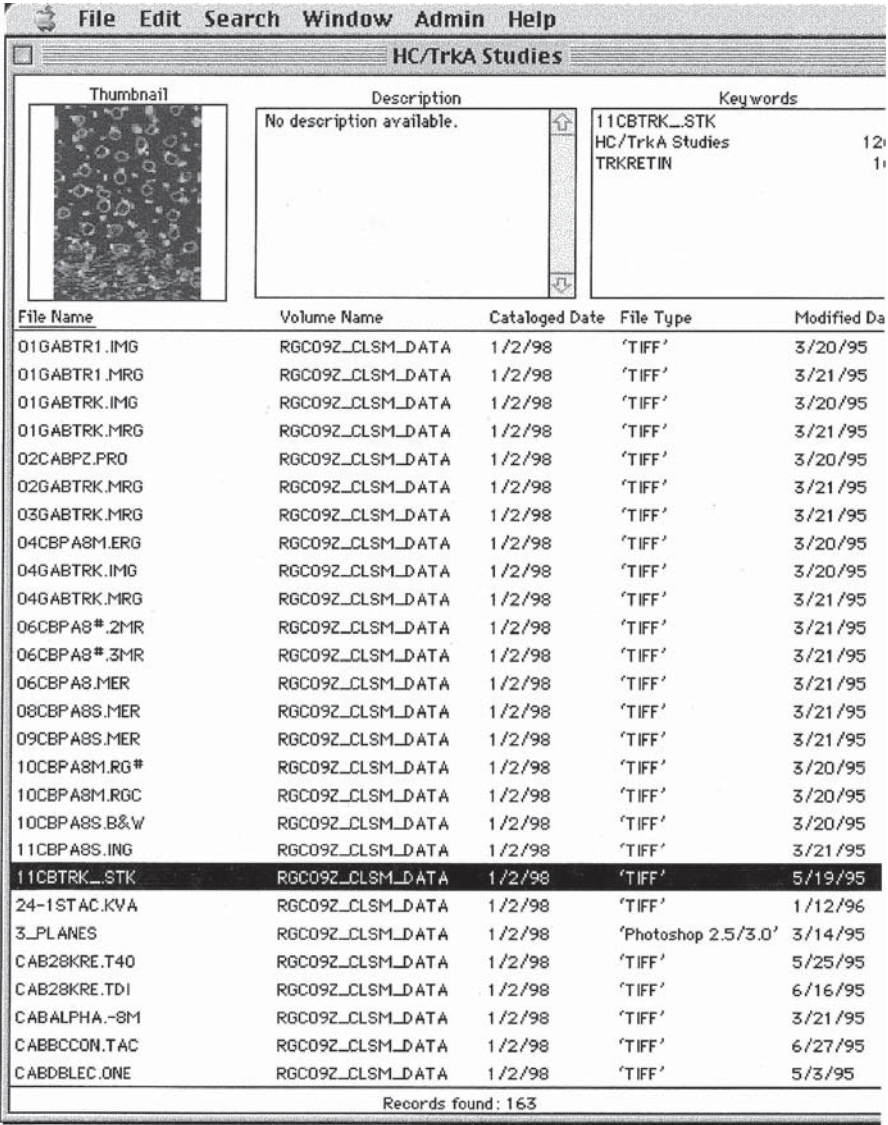 File Edit Search Window Admin Help
HC/TrkA Studies
Thumbnail Description Keywords
No description available.
11CBTRK_.STK
HC/TrkA Studies
TRKRETIN
File Name Volume Name Cataloged Date File Type Modified Da
01GABTR1.IMG RGC09Z_CLSM_DATA 1/2/98 'TIFF' 3/20/95
01GABTR1.MRG RGC09Z_CLSM_DATA 1/2/98 'TIFF' 3/21/95
01GABTRK.IMG RGC09Z_CLSM_DATA 1/2/98 'TIFF' 3/20/95
01GABTRK.MRG RGC09Z_CLSM_DATA 1/2/98 'TIFF' 3/21/95
02CABPZ.PRO RGC09Z_CLSM_DATA 1/2/98 'TIFF' 3/20/95
02GABTRK.MRG RGC09Z_CLSM_DATA 1/2/98 'TIFF' 3/21/95
03GABTRK.MRG RGC09Z_CLSM_DATA 1/2/98 'TIFF' 3/21/95
04CBPA8M.ERG RGC09Z_CLSM_DATA 1/2/98 'TIFF' 3/20/95
04GABTRK.IMG RGC09Z_CLSM_DATA 1/2/98 'TIFF' 3/20/95
04GABTRK.MRG RGC09Z_CLSM_DATA 1/2/98 'TIFF' 3/21/95
06CBPA8#.2MR RGC09Z_CLSM_DATA 1/2/98 'TIFF' 3/21/95
06CBPA8#.3MR RGC09Z_CLSM_DATA 1/2/98 'TIFF' 3/21/95
06CBPA8.MER RGC09Z_CLSM_DATA 1/2/98 'TIFF' 3/21/95
08CBPA8S.MER RGC09Z_CLSM_DATA 1/2/98 'TIFF' 3/21/95
09CBPA8S.MER RGC09Z_CLSM_DATA 1/2/98 'TIFF' 3/21/95
10CBPA8M.RG# RGC09Z_CLSM_DATA 1/2/98 'TIFF' 3/20/95
10CBPA8M.RGC RGC09Z_CLSM_DATA 1/2/98 'TIFF' 3/20/95
10CBPA8S.B&W RGC09Z_CLSM_DATA 1/2/98 'TIFF' 3/20/95
11CBPA8S.ING RGC09Z_CLSM_DATA 1/2/98 'TIFF' 3/21/95
11CBTRK_.STK RGC09Z_CLSM_DATA 1/2/98 'TIFF' 5/19/95
24-1STAC.KVA RGC09Z_CLSM_DATA 1/2/98 'TIFF' 1/12/96
3_PLANES RGC09Z_CLSM_DATA 1/2/98 'Photoshop 2.5/3.0' 3/14/95
CAB28KRE.T40 RGC09Z_CLSM_DATA 1/2/98 'TIFF' 5/25/95
CAB28KRE.TDI RGC09Z_CLSM_DATA 1/2/98 'TIFF' 6/16/95
CABALPHA.-8M RGC09Z_CLSM_DATA 1/2/98 'TIFF' 3/21/95
CABBCCON.TAC RGC09Z_CLSM_DATA 1/2/98 'TIFF' 6/27/95
CABDBLEC.ONE RGC09Z_CLSM_DATA 1/2/98 'TIFF' 5/3/95
Records found: 163